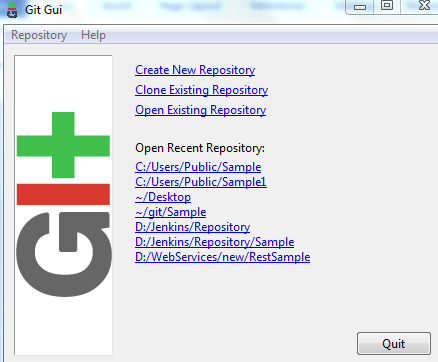 Git Gui
Repository Help
Create New Repository
Clone Existing Repository
Open Existing Repository
Open Recent Repository:
C:/Users/Public/Sample
C:/Users/Public/Sample1
~/Desktop
~/git/Sample
D:/Jenkins/Repository
D:/Jenkins/Repository/Sample
D:/WebServices/new/RestSample
GIt
Quit